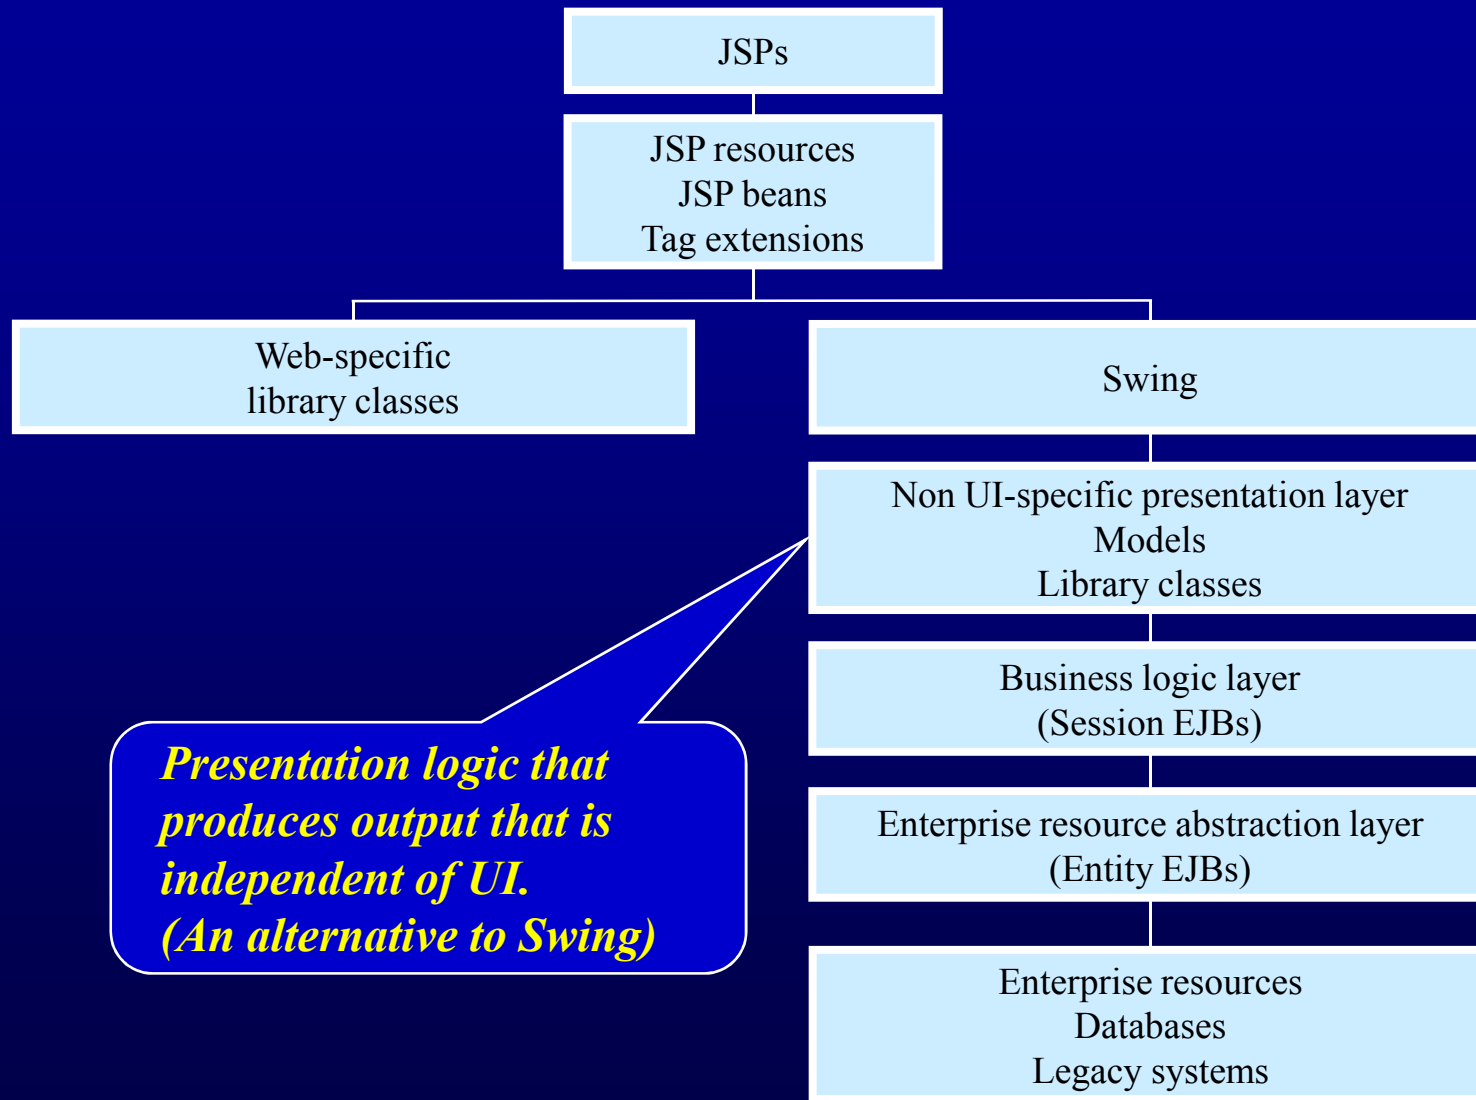 JSPs
JSP resources
JSP beans
Tag extensions
Web-specific
library classes
Swing
Non UI-specific presentation layer
Models
Library classes
Business logic layer
(Session EJBs)
Presentation logic that
produces output that is
independent of UI.
(An alternative to Swing)
Enterprise resource abstraction layer
(Entity EJBs)
Enterprise resources
Databases
Legacy systems